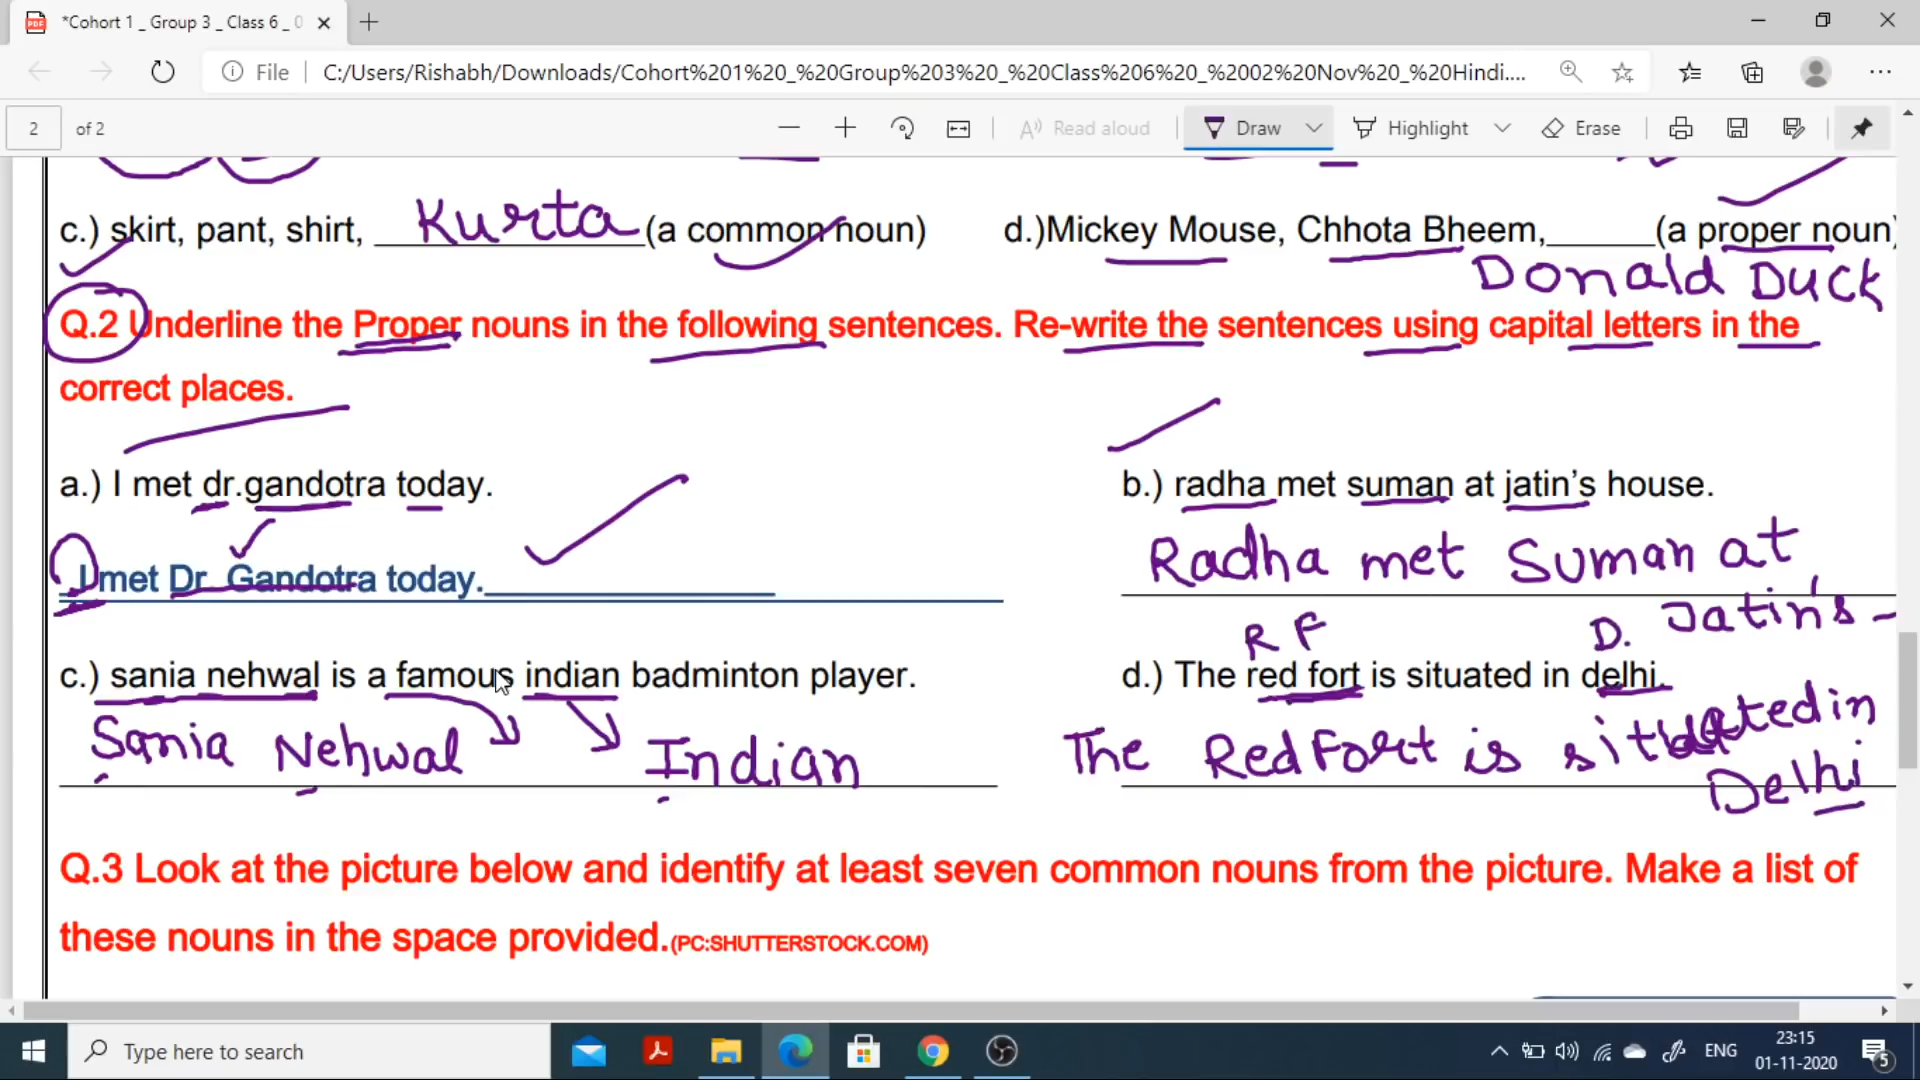 *Cohort 1 _ Group 3 _ Class 6 _ 0
File
C:/Users/Rishabh/Downloads/Cohort%201%20_%20Group%203%20_%20Class%206%20_%2002%20Nov%20_%20Hindi....
2 of 2
Read aloud
Draw
Highlight
Erase
c.) skirt, pant, shirt, Kurta (a common noun)
d.)Mickey Mouse, Chhota Bheem,______(a proper noun)
Donald Duck
Q.2 Underline the Proper nouns in the following sentences. Re-write the sentences using capital letters in the
correct places.
a.) I met dr.gandotra today.
b.) radha met suman at jatin’s house.
I met Dr. Gandotra today.
Radha met Suman at
Jatin's -
R F
D.
c.) sania nehwal is a famous indian badminton player.
d.) The red fort is situated in delhi.
Sania Nehwal Indian
The Red Fort is situated in
Delhi
Q.3 Look at the picture below and identify at least seven common nouns from the picture. Make a list of
these nouns in the space provided.(PC:SHUTTERSTOCK.COM)
Type here to search
ENG
23:15
01-11-2020
5